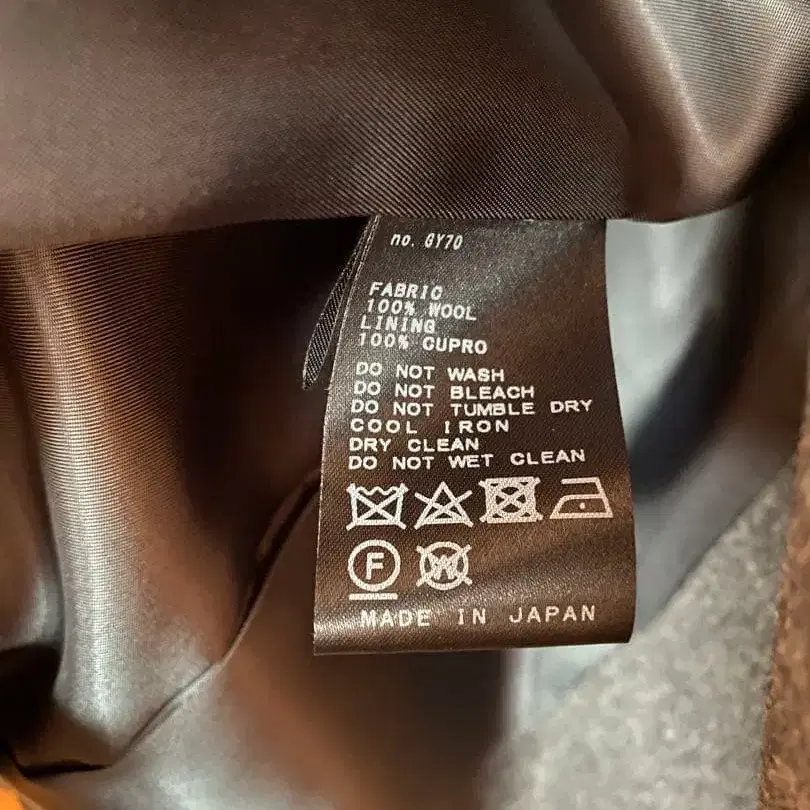 no. GY70
FABRIC
100% WOOL
LINING
100% CUPRO
DO NOT WASH
DO NOT BLEACH
DO NOT TUMBLE DRY
COOL IRON
DRY CLEAN
DO NOT WET CLEAN
F W
MADE IN JAPAN